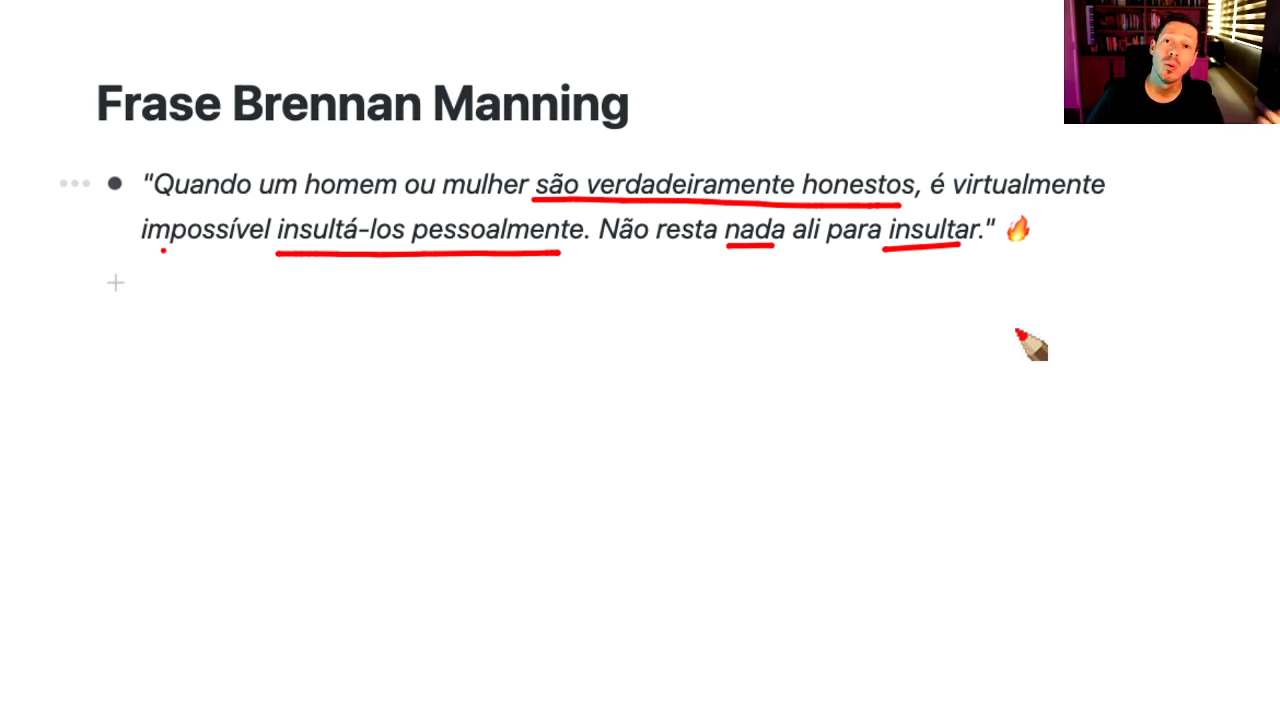 Frase Brennan Manning
"Quando um homem ou mulher são verdadeiramente honestos, é virtualmente
impossível insultá-los pessoalmente. Não resta nada ali para insultar." 🔥